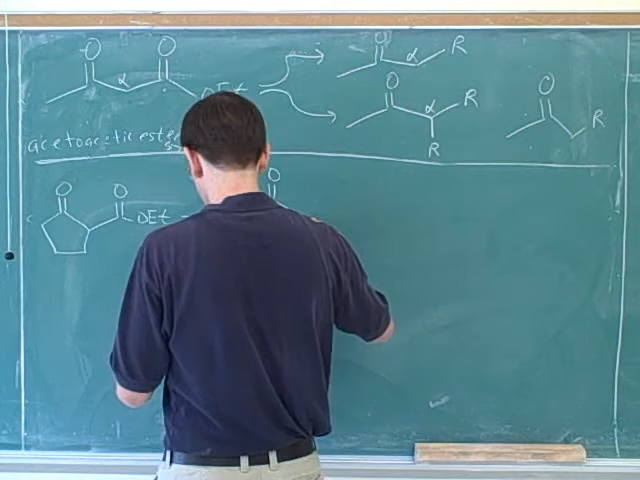 O O O α R
α OEt
O α R
R
O R
acetoacetic ester
O O OEt O